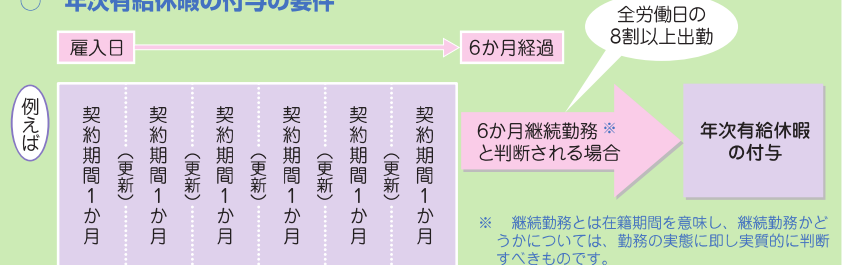 ○ 年次有給休暇の付与の要件
全労働日の
8割以上出勤
雇入日
6か月経過
例えば
契約期間1か月
(更新)
契約期間1か月
(更新)
契約期間1か月
(更新)
契約期間1か月
(更新)
契約期間1か月
(更新)
契約期間1か月
6か月継続勤務※
と判断される場合
年次有給休暇
の付与
※ 継続勤務とは在籍期間を意味し、継続勤務かど
うかについては、勤務の実態に即し実質的に判断
すべきものです。